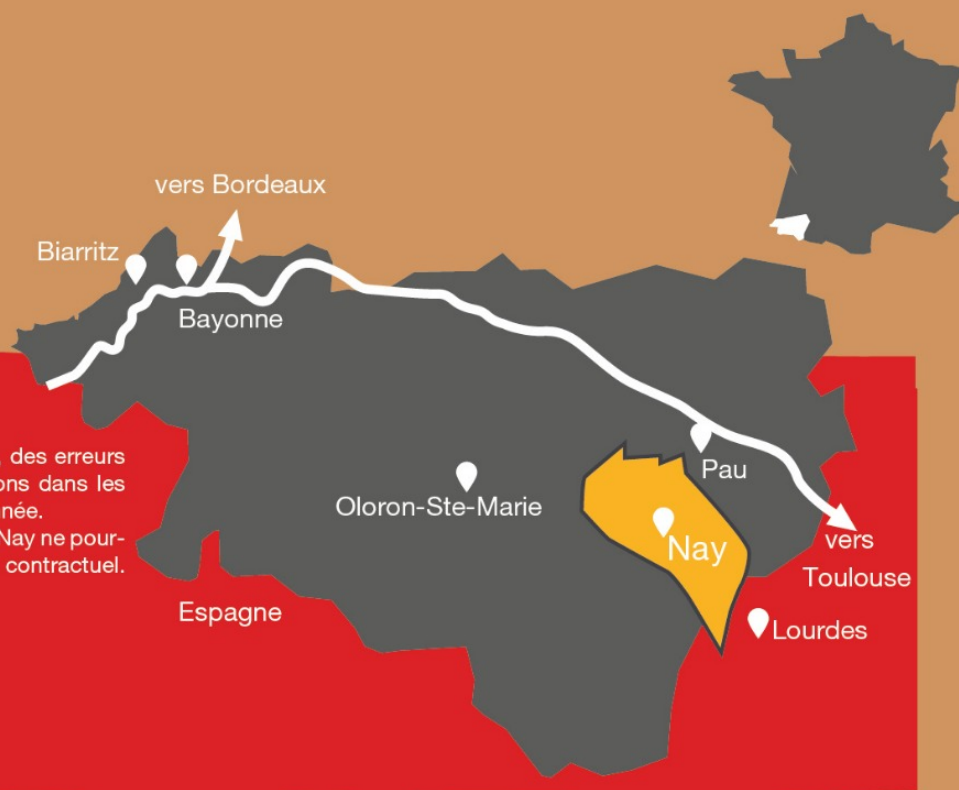 vers Bordeaux
Biarritz
Bayonne
des erreurs
ons dans les
née.
Nay ne pour-
contractuel.
Oloron-Ste-Marie
Pau
Nay
vers
Toulouse
Espagne
Lourdes